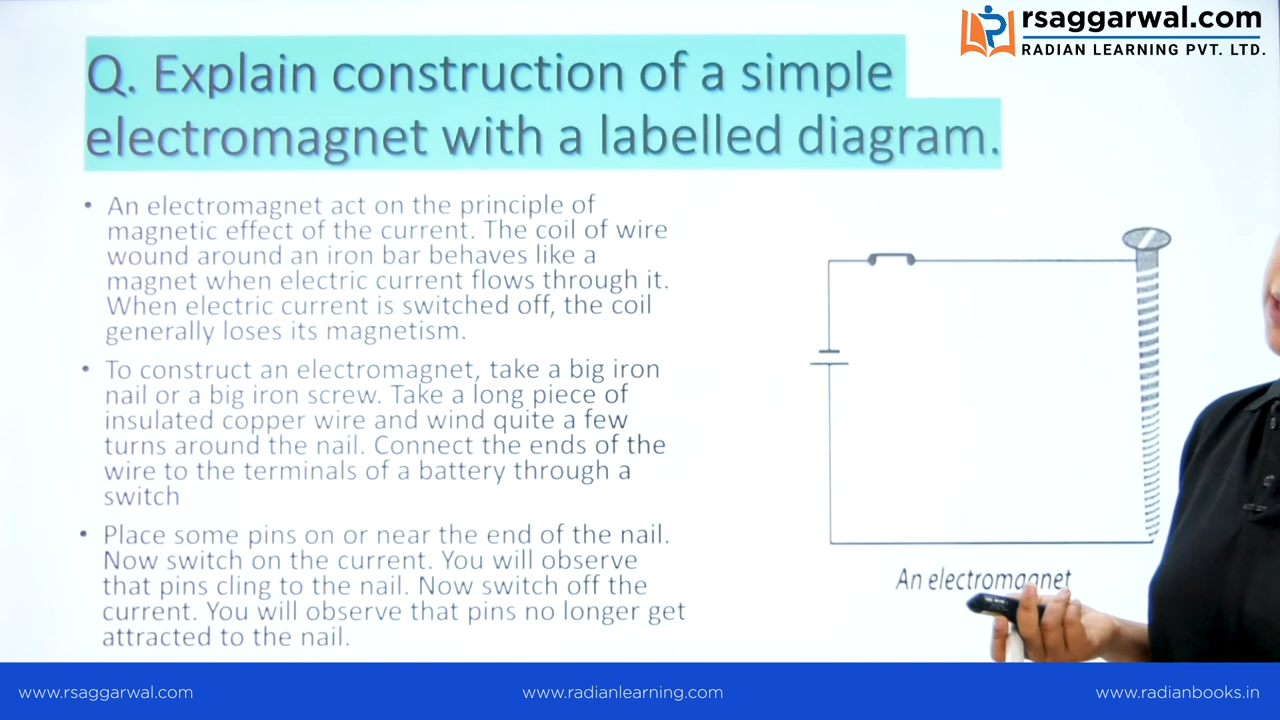 rsaggarwal.com
RADIAN LEARNING PVT. LTD.
Q. Explain construction of a simple
electromagnet with a labelled diagram.
• An electromagnet act on the principle of
magnetic effect of the current. The coil of wire
wound around an iron bar behaves like a
magnet when electric current flows through it.
When electric current is switched off, the coil
generally loses its magnetism.
• To construct an electromagnet, take a big iron
nail or a big iron screw. Take a long piece of
insulated copper wire and wind quite a few
turns around the nail. Connect the ends of the
wire to the terminals of a battery through a
switch
• Place some pins on or near the end of the nail.
Now switch on the current. You will observe
that pins cling to the nail. Now switch off the
current. You will observe that pins no longer get
attracted to the nail.
An electromagnet
www.rsaggarwal.com
www.radianlearning.com
www.radianbooks.in